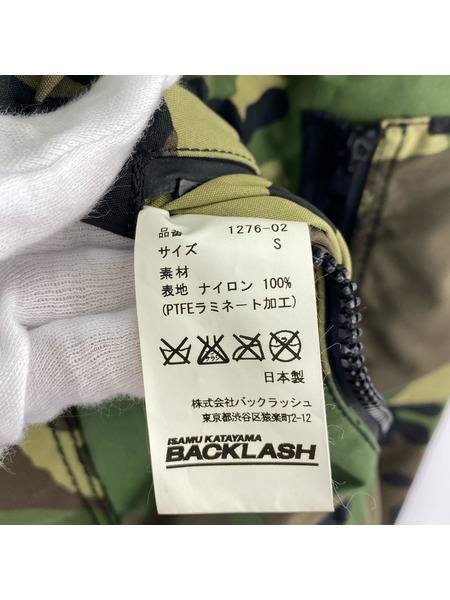 品番 1276-02
サイズ S
素材
表地 ナイロン 100%
(PTFEラミネート加工)
日本製
株式会社バックラッシュ
東京都渋谷区猿楽町2-12
ISAMU KATAYAMA
BACKLASH